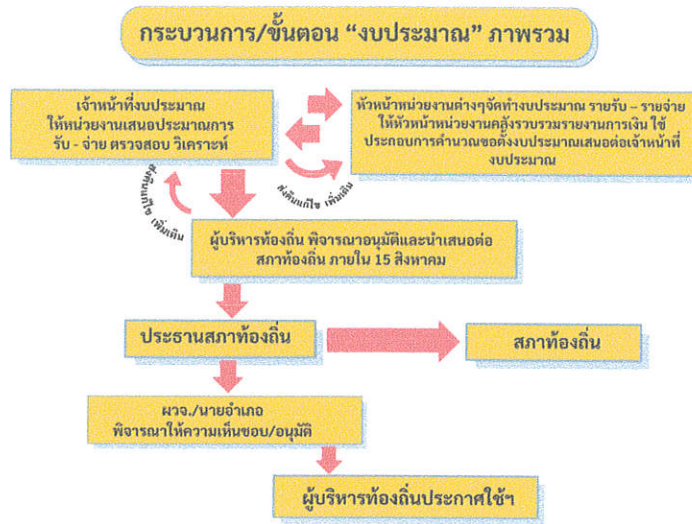 กระบวนการ/ขั้นตอน “งบประมาณ” ภาพรวม
เจ้าหน้าที่งบประมาณ
ให้หน่วยงานเสนอประมาณการ
รับ - จ่าย ตรวจสอบ วิเคราะห์
หัวหน้าหน่วยงานต่างๆจัดทำงบประมาณ รายรับ – รายจ่าย
ให้หัวหน้าหน่วยงานคลังรวบรวมรายงานการเงิน ใช้
ประกอบการคำนวณขอตั้งงบประมาณเสนอต่อเจ้าหน้าที่
งบประมาณ
ส่งคืนแก้ไข เพิ่มเติม
ส่งคืนแก้ไข เพิ่มเติม
ผู้บริหารท้องถิ่น พิจารณาอนุมัติและนำเสนอต่อ
สภาท้องถิ่น ภายใน 15 สิงหาคม
ประธานสภาท้องถิ่น
สภาท้องถิ่น
ผวจ./นายอำเภอ
พิจารณาให้ความเห็นชอบ/อนุมัติ
ผู้บริหารท้องถิ่นประกาศใช้ฯ